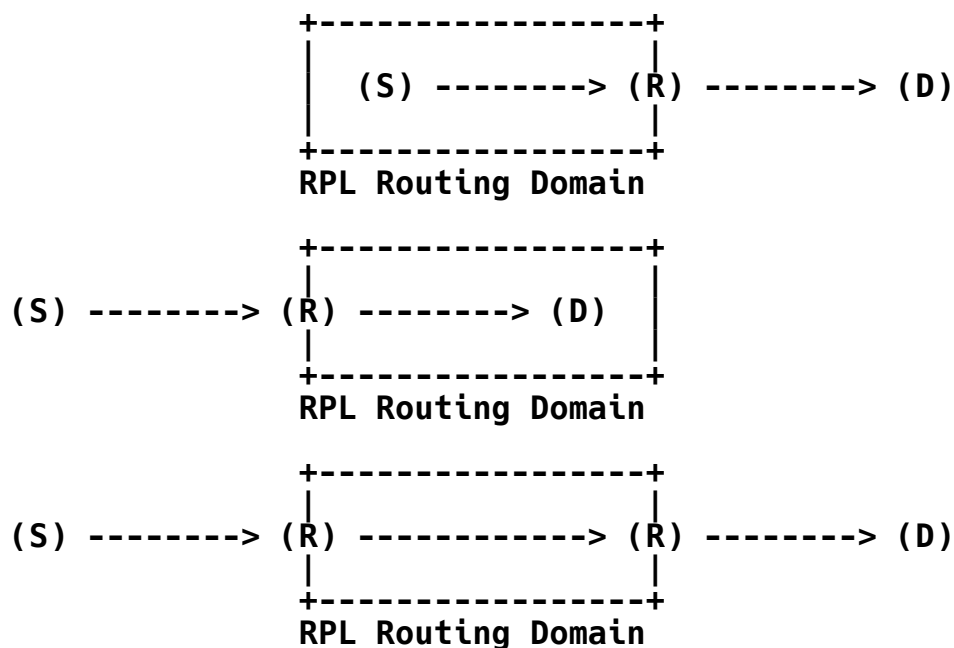 +-----------------+
|                 |
|  (S) --------> (R) --------> (D)
|                 |
+-----------------+
RPL Routing Domain
+-----------------+
|                 |
(S) --------> (R) --------> (D)  |
|                 |
+-----------------+
RPL Routing Domain
+-----------------+
|                 |
(S) --------> (R) ------------> (R) --------> (D)
|                 |
+-----------------+
RPL Routing Domain